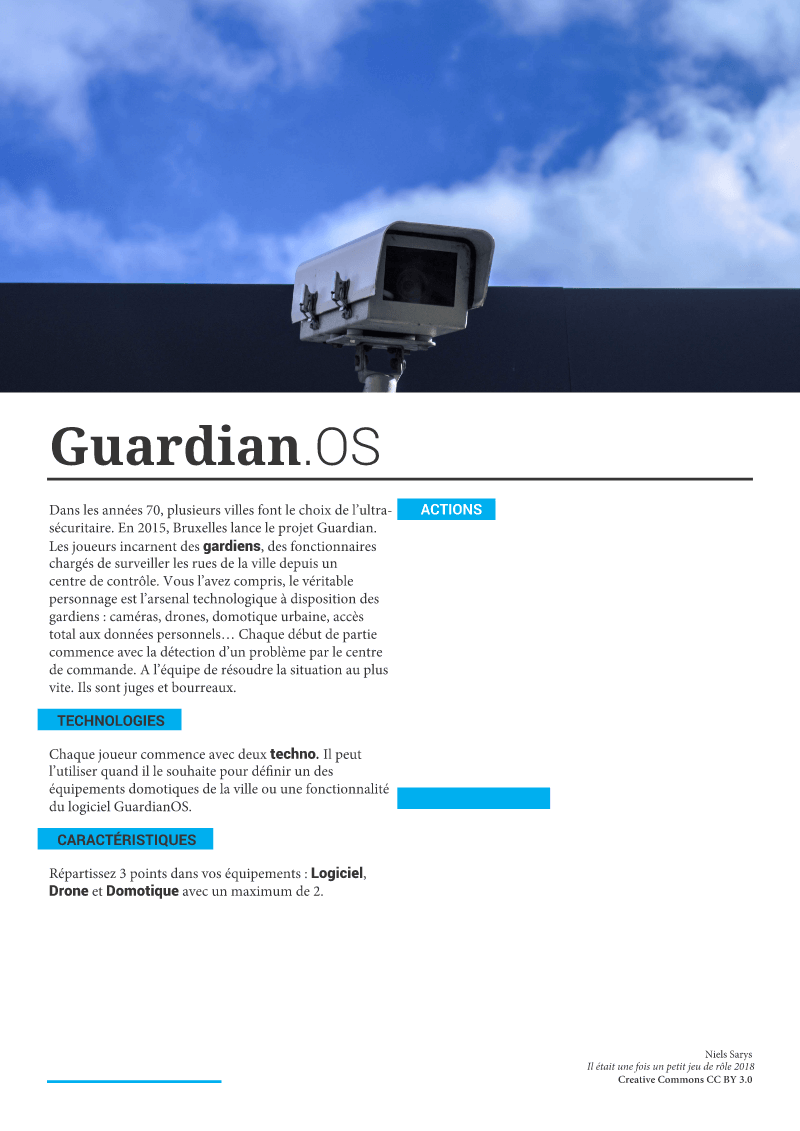 Guardian.OS
Dans les années 70, plusieurs villes font le choix de l'ultra-
sécuritaire. En 2015, Bruxelles lance le projet Guardian.
Les joueurs incarnent des gardiens, des fonctionnaires
chargés de surveiller les rues de la ville depuis un
centre de contrôle. Vous l'avez compris, le véritable
personnage est l'arsenal technologique à disposition des
gardiens : caméras, drones, domotique urbaine, accès
total aux données personnels… Chaque début de partie
commence avec la détection d'un problème par le centre
de commande. A l'équipe de résoudre la situation au plus
vite. Ils sont juges et bourreaux.
TECHNOLOGIES
Chaque joueur commence avec deux techno. Il peut
l'utiliser quand il le souhaite pour définir un des
équipements domotiques de la ville ou une fonctionnalité
du logiciel GuardianOS.
CARACTÉRISTIQUES
Répartissez 3 points dans vos équipements : Logiciel,
Drone et Domotique avec un maximum de 2.
ACTIONS
Niels Sarys
Il était une fois un petit jeu de rôle 2018
Creative Commons CC BY 3.0